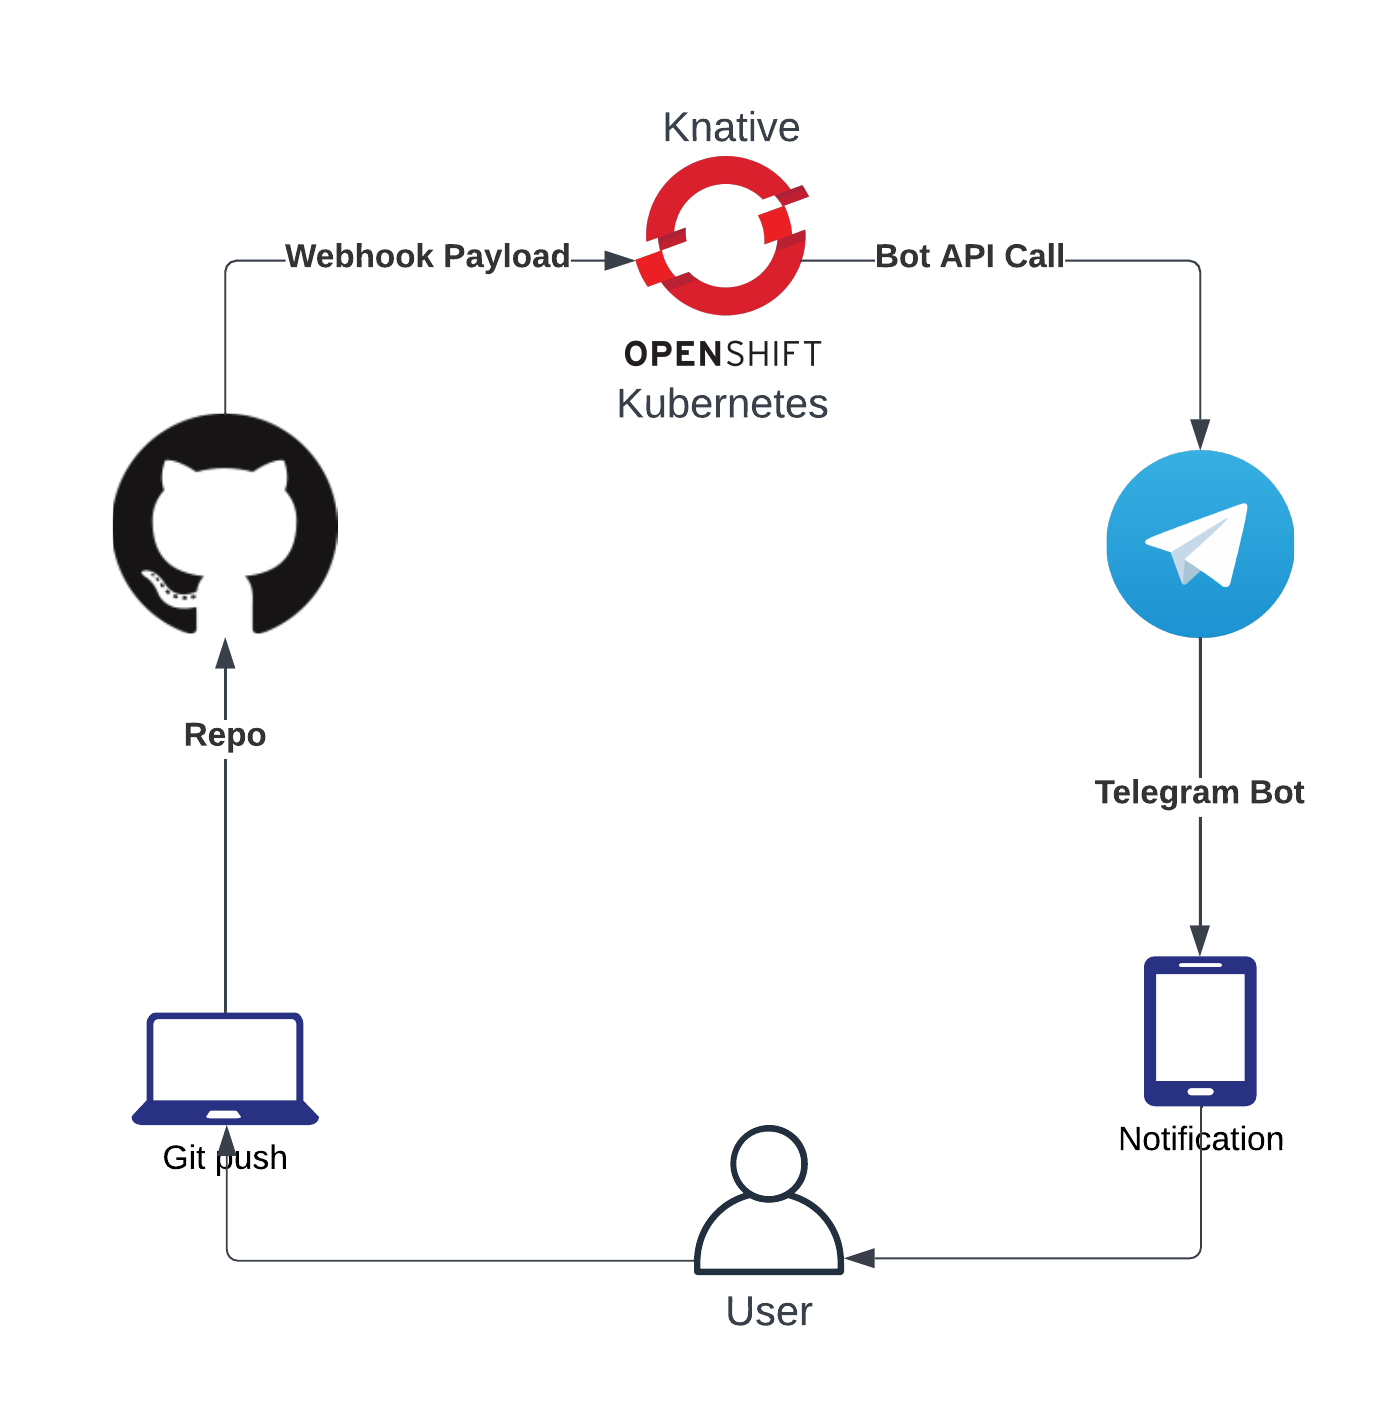 Knative
Webhook Payload
Bot API Call
OPENSHIFT
Kubernetes
Repo
Telegram Bot
Git push
Notification
User